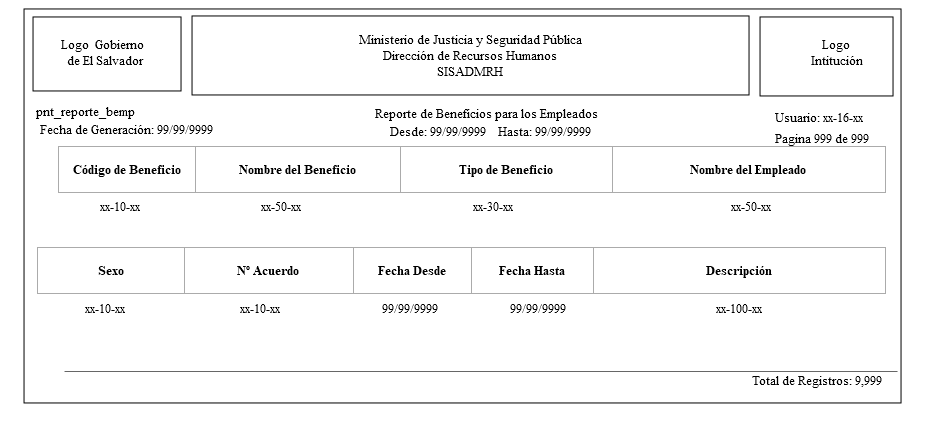 Logo Gobierno
de El Salvador
Ministerio de Justicia y Seguridad Pública
Dirección de Recursos Humanos
SISADMRH
Logo
Intitución
pnt_reporte_bemp
Fecha de Generación: 99/99/9999
Reporte de Beneficios para los Empleados
Desde: 99/99/9999 Hasta: 99/99/9999
Usuario: xx-16-xx
Pagina 999 de 999
Código de Beneficio Nombre del Beneficio Tipo de Beneficio Nombre del Empleado
xx-10-xx xx-50-xx xx-30-xx xx-50-xx
Sexo Nº Acuerdo Fecha Desde Fecha Hasta Descripción
xx-10-xx xx-10-xx 99/99/9999 99/99/9999 xx-100-xx
Total de Registros: 9,999